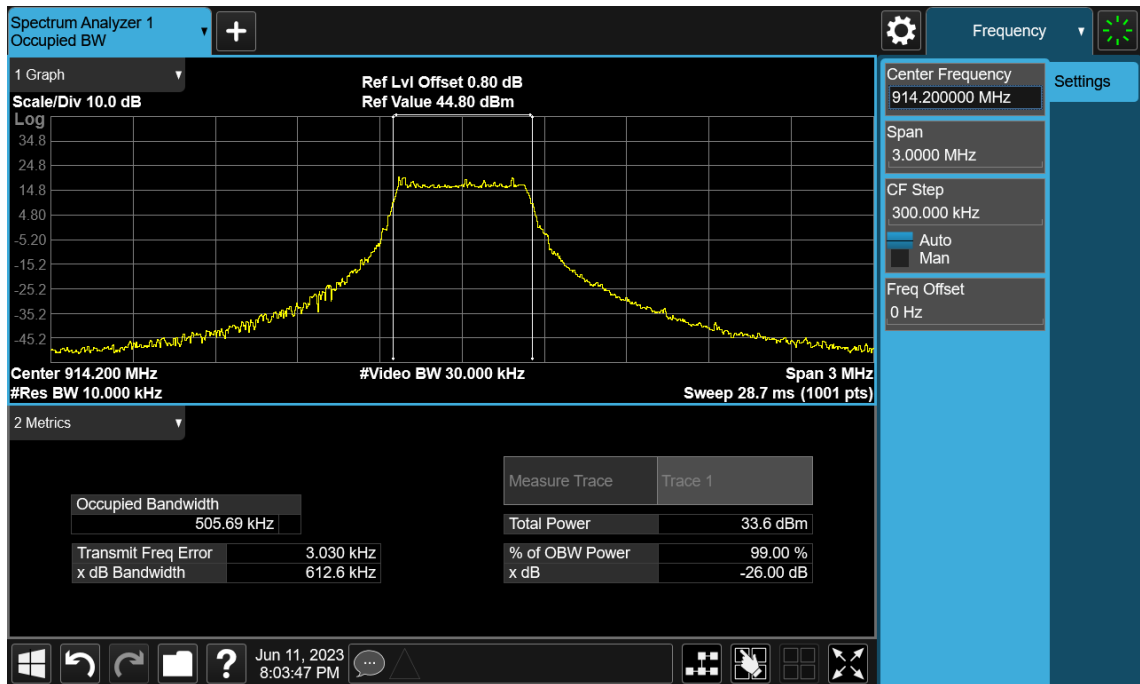 Spectrum Analyzer 1
Occupied BW
Frequency
1 Graph
Scale/Div 10.0 dB
Log
Ref Lvl Offset 0.80 dB
Ref Value 44.80 dBm
34.8
24.8
14.8
4.80
-5.20
-15.2
-25.2
-35.2
-45.2
Center 914.200 MHz
#Video BW 30.000 kHz
Span 3 MHz
#Res BW 10.000 kHz
Sweep 28.7 ms (1001 pts)
Center Frequency
914.200000 MHz
Settings
Span
3.0000 MHz
CF Step
300.000 kHz
Auto
Man
Freq Offset
0 Hz
2 Metrics
Measure Trace
Trace 1
Occupied Bandwidth
505.69 kHz
Total Power
33.6 dBm
Transmit Freq Error
3.030 kHz
% of OBW Power
99.00 %
x dB Bandwidth
612.6 kHz
x dB
-26.00 dB
?
Jun 11, 2023
8:03:47 PM